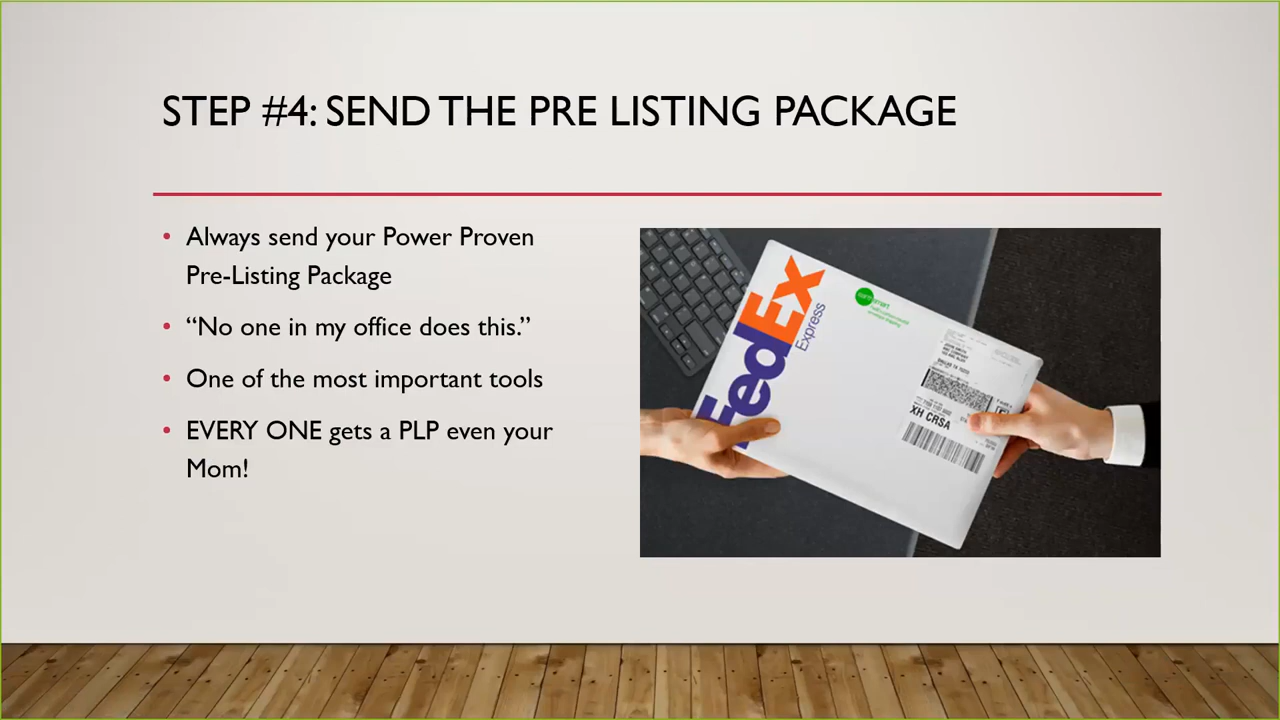 STEP #4: SEND THE PRE LISTING PACKAGE
• Always send your Power Proven
Pre-Listing Package
• “No one in my office does this.”
• One of the most important tools
• EVERY ONE gets a PLP even your
Mom!
FedEx
Express
XH CRSA